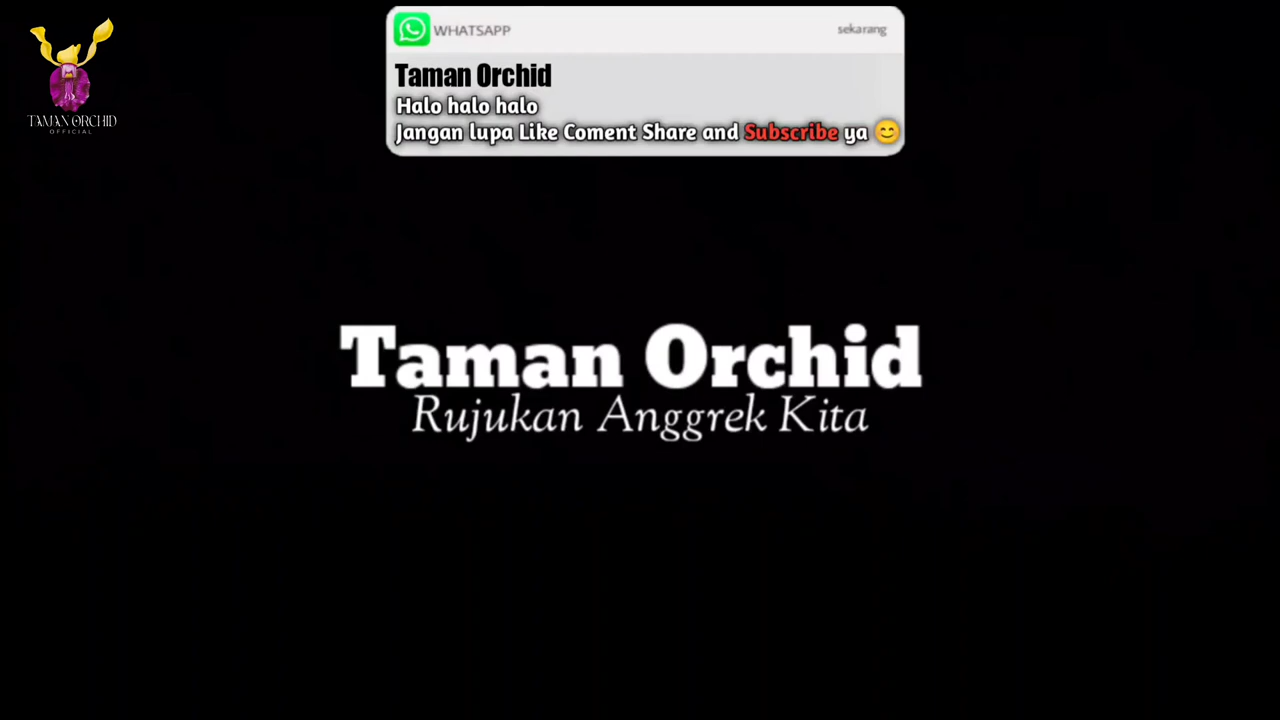 WHATSAPP
sekarang
Taman Orchid
Halo halo halo
Jangan lupa Like Coment Share and Subscribe ya 😊
TAMAN ORCHID
OFFICIAL
Taman Orchid
Rujukan Anggrek Kita